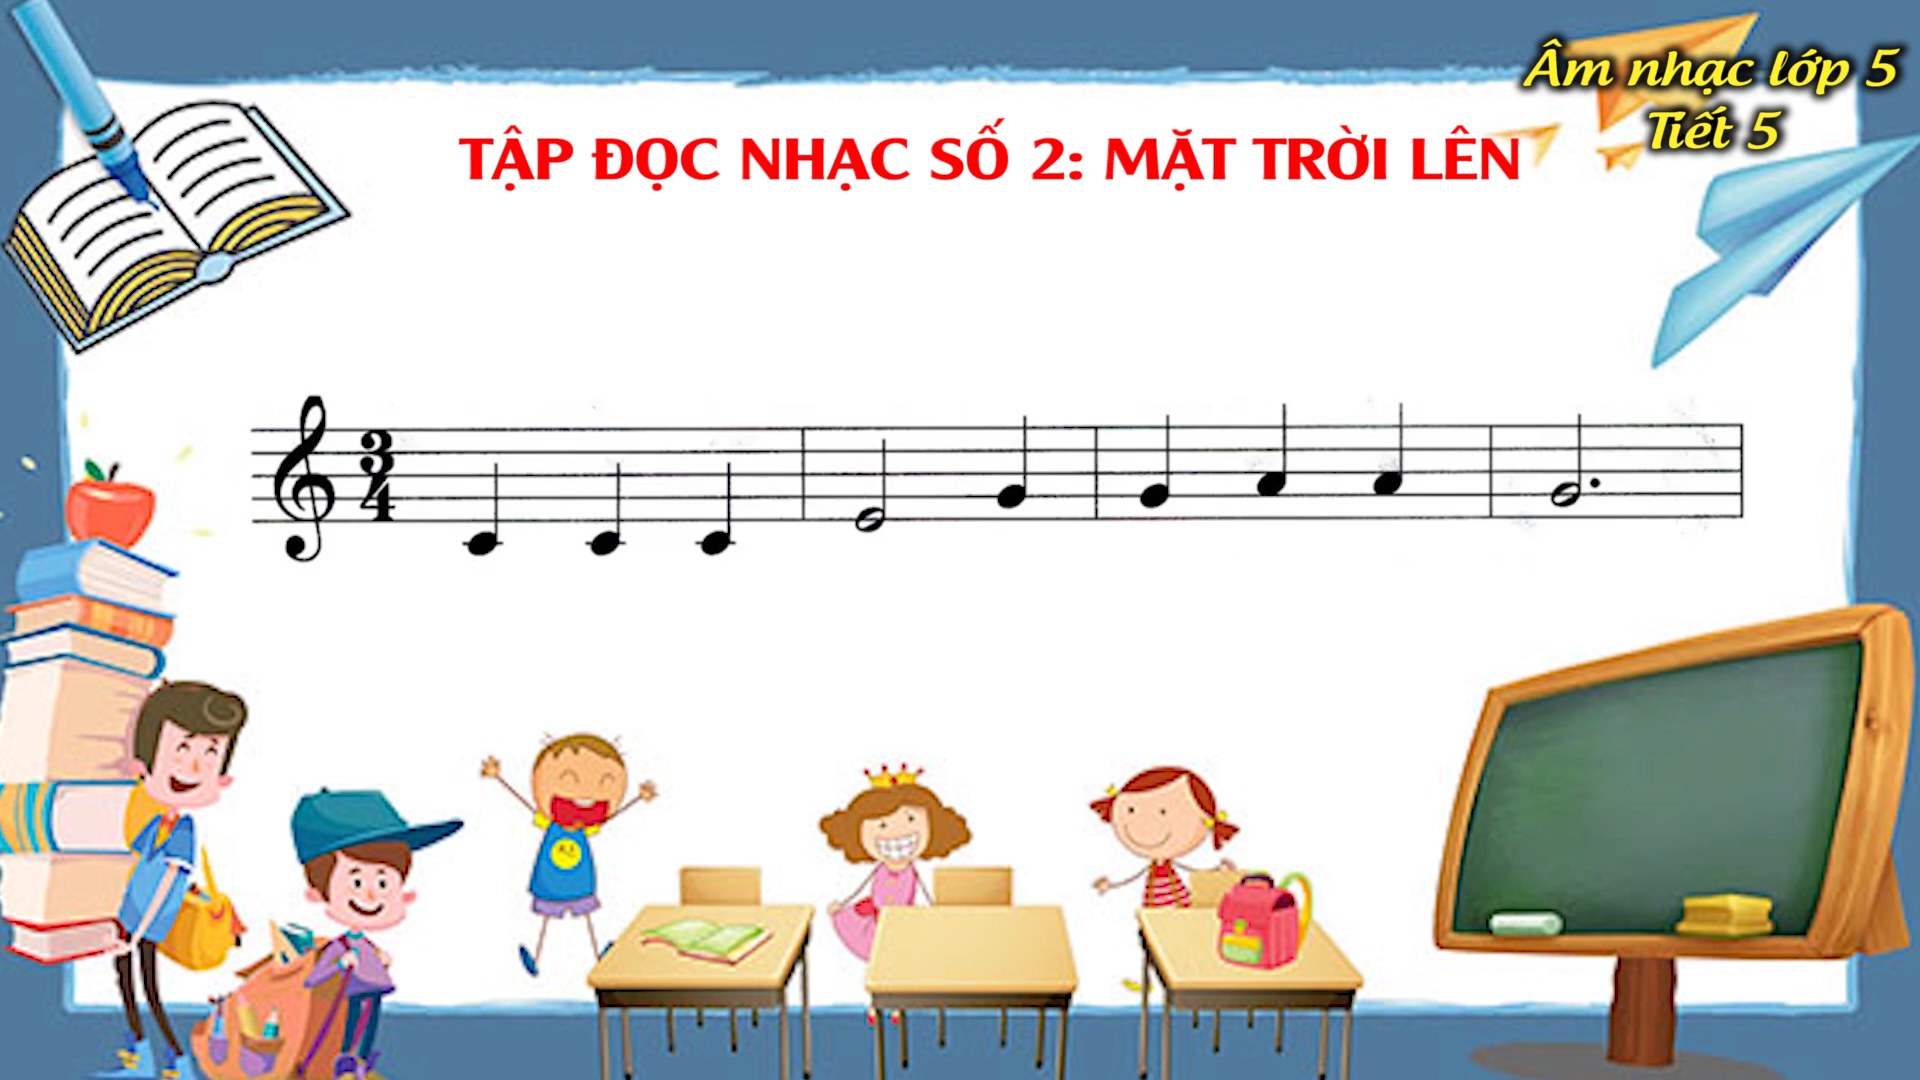 Âm nhạc lớp 5
Tiết 5
TẬP ĐỌC NHẠC SỐ 2: MẶT TRỜI LÊN
3
4